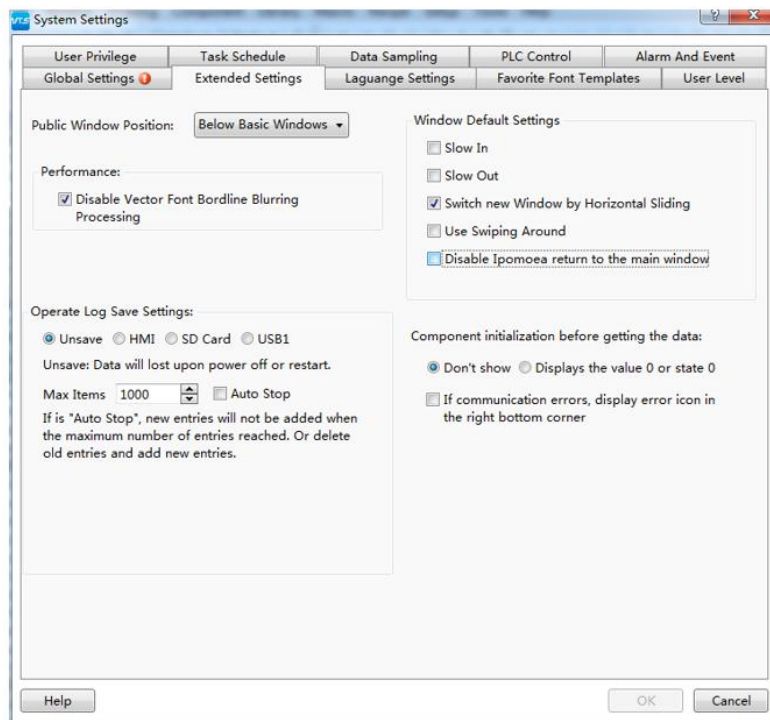 VTS System Settings
User Privilege Task Schedule Data Sampling PLC Control Alarm And Event
Global Settings Extended Settings Laguange Settings Favorite Font Templates User Level
Public Window Position: Below Basic Windows
Performance:
Disable Vector Font Bordline Blurring
Processing
Window Default Settings
Slow In
Slow Out
Switch new Window by Horizontal Sliding
Use Swiping Around
Disable Ipomoea return to the main window
Operate Log Save Settings:
Unsave HMI SD Card USB1
Unsave: Data will lost upon power off or restart.
Max Items 1000 Auto Stop
If is "Auto Stop", new entries will not be added when
the maximum number of entries reached. Or delete
old entries and add new entries.
Component initialization before getting the data:
Don't show Displays the value 0 or state 0
If communication errors, display error icon in
the right bottom corner
Help OK Cancel